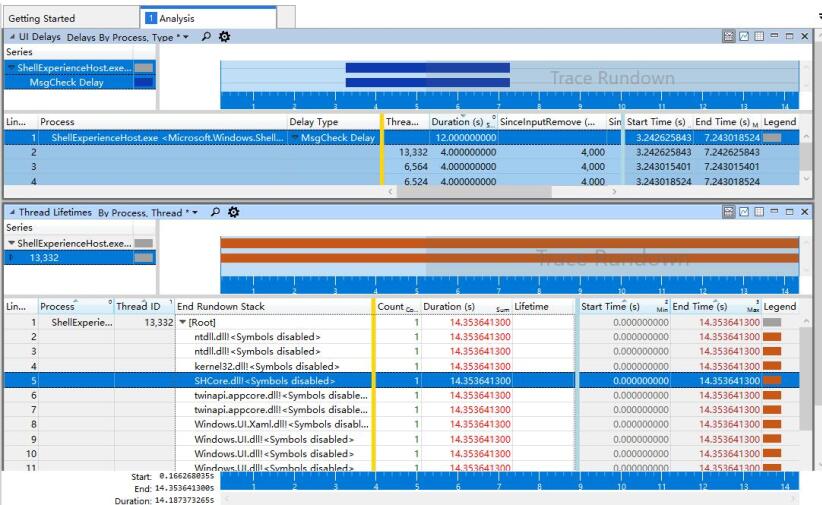 Getting Started 1 Analysis
UI Delays Delays By Process, Type *
Series
ShellExperienceHost.exe...
MsgCheck Delay
Trace Rundown
1 2 3 4 5 6 7 8 9 10 11 12 13 14
Lin... Process Delay Type Threa... Duration (s) S... 0 SinceInputRemove (... Sin Start Time (s) End Time (s) M Legend
1 ShellExperienceHost.exe <Microsoft.Windows.Shell... MsgCheck Delay 12.000000000 3.242625843 7.243018524
2 13,332 4.000000000 4,000 3.242625843 7.242625843
3 6,564 4.000000000 4,000 3.243015401 7.243015401
4 6,524 4.000000000 4,000 3.243018524 7.243018524
Thread Lifetimes By Process, Thread *
Series
ShellExperienceHost.exe...
13,332
Trace Rundown
1 2 3 4 5 6 7 8 9 10 11 12 13 14
Lin... Process 0 Thread ID 1 End Rundown Stack Count Co... Duration (s) Sum Lifetime Start Time (s) 2 Min End Time (s) 3 Max Legend
1 ShellExperie... 13,332 [Root] 1 14.353641300 0.000000000 14.353641300
2 ntdll.dll!<Symbols disabled> 1 14.353641300 0.000000000 14.353641300
3 ntdll.dll!<Symbols disabled> 1 14.353641300 0.000000000 14.353641300
4 kernel32.dll!<Symbols disabled> 1 14.353641300 0.000000000 14.353641300
5 SHCore.dll!<Symbols disabled> 1 14.353641300 0.000000000 14.353641300
6 twinapi.appcore.dll!<Symbols disable... 1 14.353641300 0.000000000 14.353641300
7 twinapi.appcore.dll!<Symbols disable... 1 14.353641300 0.000000000 14.353641300
8 Windows.UI.Xaml.dll!<Symbols disabl... 1 14.353641300 0.000000000 14.353641300
9 Windows.UI.dll!<Symbols disabled> 1 14.353641300 0.000000000 14.353641300
10 Windows.UI.dll!<Symbols disabled> 1 14.353641300 0.000000000 14.353641300
11 Windows.UI.dll!<Symbols disabled> 1 14.353641300 0.000000000 14.353641300
Start: 0.166268035s
End: 14.353641300s
Duration: 14.187373265s
1 2 3 4 5 6 7 8 9 10 11 12 13 14